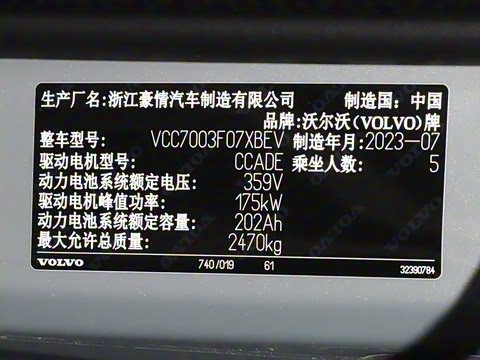 生产厂名:浙江豪情汽车制造有限公司 制造国:中国
品牌:沃尔沃(VOLVO)牌
整车型号: VCC7003F07XBEV 制造年月:2023-07
驱动电机型号: CCADE 乘坐人数: 5
动力电池系统额定电压: 359V
驱动电机峰值功率: 175kW
动力电池系统额定容量: 202Ah
最大允许总质量: 2470kg
VOLVO 740/019 61 32390784